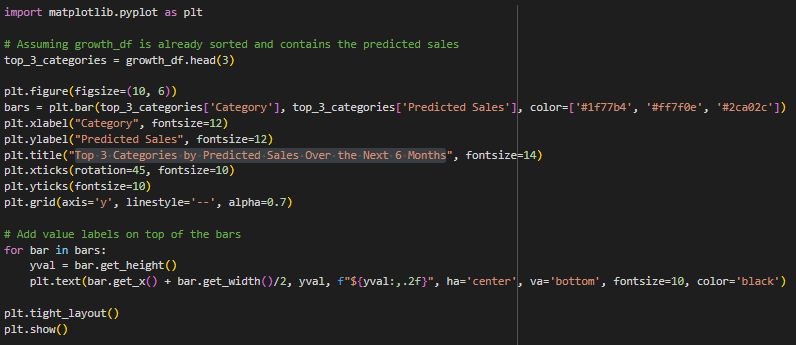 import matplotlib.pyplot as plt
# Assuming growth_df is already sorted and contains the predicted sales
top_3_categories = growth_df.head(3)
plt.figure(figsize=(10, 6))
bars = plt.bar(top_3_categories['Category'], top_3_categories['Predicted Sales'], color=['#1f77b4', '#ff7f0e', '#2ca02c'])
plt.xlabel("Category", fontsize=12)
plt.ylabel("Predicted Sales", fontsize=12)
plt.title("Top 3 Categories by Predicted Sales Over the Next 6 Months", fontsize=14)
plt.xticks(rotation=45, fontsize=10)
plt.yticks(fontsize=10)
plt.grid(axis='y', linestyle='--', alpha=0.7)
# Add value labels on top of the bars
for bar in bars:
    yval = bar.get_height()
    plt.text(bar.get_x() + bar.get_width()/2, yval, f"${yval:,.2f}", ha='center', va='bottom', fontsize=10, color='black')
plt.tight_layout()
plt.show()